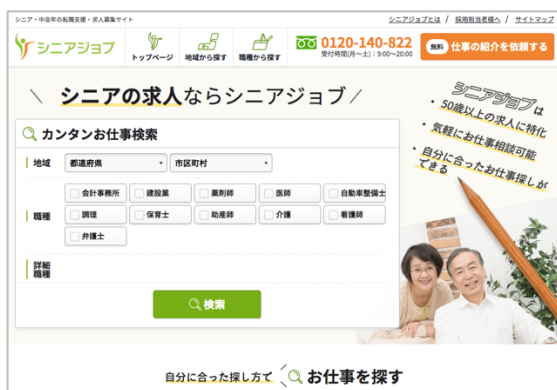 シニア・中高年の転職支援・求人募集サイト
シニアジョブとは / 採用担当者様へ / サイトマップ
シニアジョブ
トップページ
地域から探す
職種から探す
0120-140-822
受付時間(月〜土):9:00〜20:00
無料 仕事の紹介を依頼する
\ シニアの求人ならシニアジョブ /
シニアジョブは
・50歳以上の求人に特化
・気軽にお仕事相談可能
・自分に合ったお仕事探しが
できる
カンタンお仕事検索
地域 都道府県 市区町村
職種
会計事務所 建設業 薬剤師 医師 自動車整備士
調理 保育士 助産師 介護 看護師
弁護士
詳細
職種
検索
自分に合った探し方で お仕事を探す